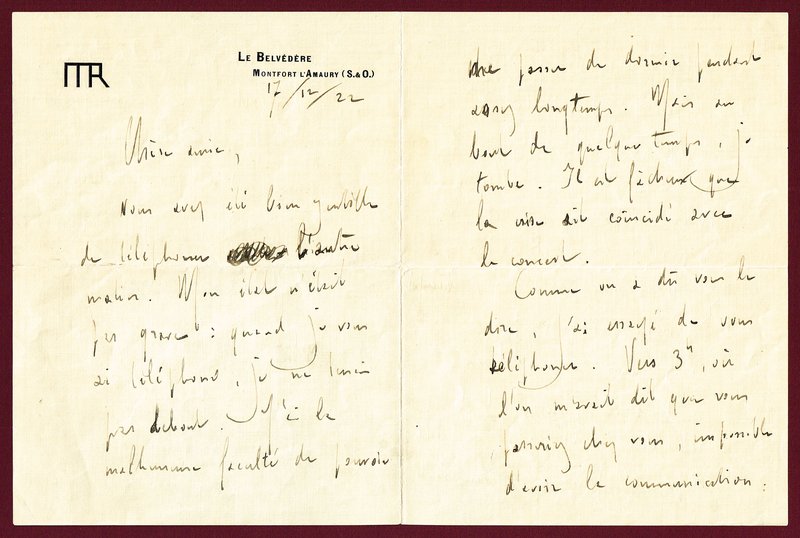 MR
LE BELVÉDÈRE
MONTFORT L'AMAURY (S.&O.)
17/12/22
Chère amie,
Vous avez été bien gentille
de téléphoner l'autre
matin. Mon état n'était
pas grave : quand je vous
ai téléphoné, je ne tenais
pas debout. J'ai la
malheureuse faculté de pouvoir
me passer de dormir pendant
assez longtemps. Mais au
bout de quelque temps, je
tombe. Il est fâcheux que
la crise ait coïncidé avec
le concert.
Comme on a dû vous le
dire, j'ai essayé de vous
téléphoner. Vers 3h, où
l'on m'avait dit que vous
passeriez chez vous, impossible
d'avoir la communication.